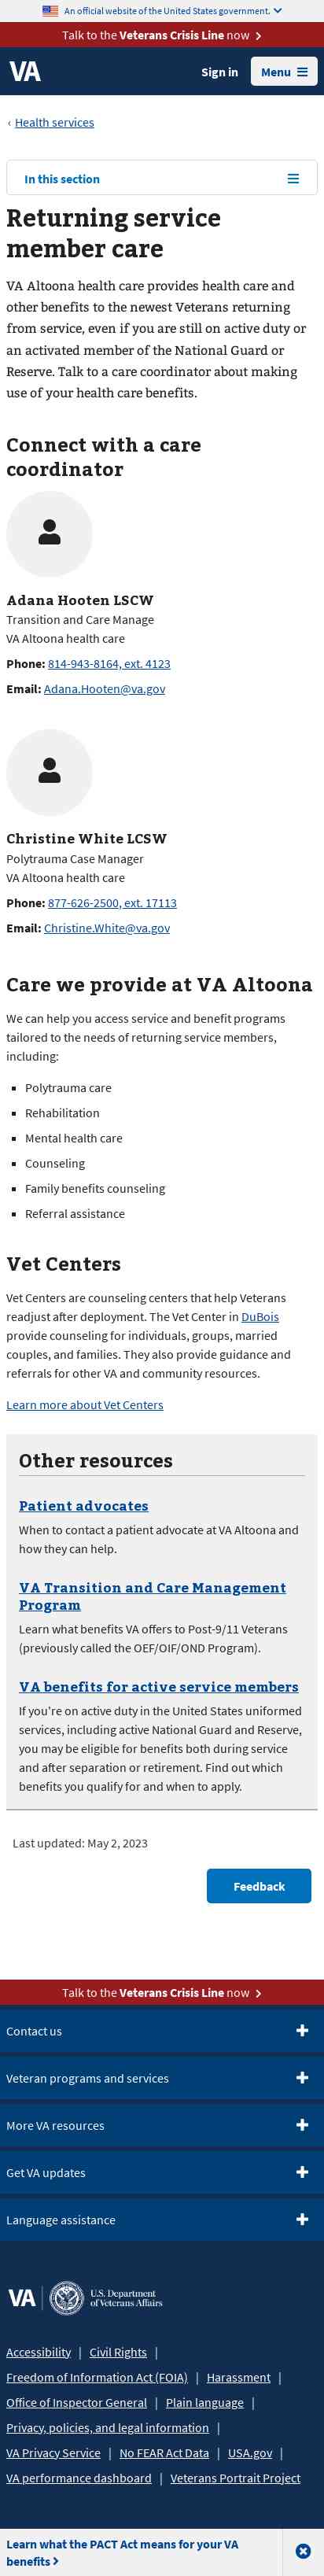 An official website of the United States government.
Talk to the Veterans Crisis Line now
VA
Sign in
Menu
‹ Health services
In this section
Returning service
member care
VA Altoona health care provides health care and
other benefits to the newest Veterans returning
from service, even if you are still on active duty or
an activated member of the National Guard or
Reserve. Talk to a care coordinator about making
use of your health care benefits.
Connect with a care
coordinator
Adana Hooten LSCW
Transition and Care Manage
VA Altoona health care
Phone: 814-943-8164, ext. 4123
Email: Adana.Hooten@va.gov
Christine White LCSW
Polytrauma Case Manager
VA Altoona health care
Phone: 877-626-2500, ext. 17113
Email: Christine.White@va.gov
Care we provide at VA Altoona
We can help you access service and benefit programs
tailored to the needs of returning service members,
including:
▪ Polytrauma care
▪ Rehabilitation
▪ Mental health care
▪ Counseling
▪ Family benefits counseling
▪ Referral assistance
Vet Centers
Vet Centers are counseling centers that help Veterans
readjust after deployment. The Vet Center in DuBois
provide counseling for individuals, groups, married
couples, and families. They also provide guidance and
referrals for other VA and community resources.
Learn more about Vet Centers
Other resources
Patient advocates
When to contact a patient advocate at VA Altoona and
how they can help.
VA Transition and Care Management
Program
Learn what benefits VA offers to Post-9/11 Veterans
(previously called the OEF/OIF/OND Program).
VA benefits for active service members
If you're on active duty in the United States uniformed
services, including active National Guard and Reserve,
you may be eligible for benefits both during service
and after separation or retirement. Find out which
benefits you qualify for and when to apply.
Last updated: May 2, 2023
Feedback
Talk to the Veterans Crisis Line now
Contact us
Veteran programs and services
More VA resources
Get VA updates
Language assistance
VA
U.S. Department
of Veterans Affairs
Accessibility | Civil Rights |
Freedom of Information Act (FOIA) | Harassment |
Office of Inspector General | Plain language |
Privacy, policies, and legal information |
VA Privacy Service | No FEAR Act Data | USA.gov |
VA performance dashboard | Veterans Portrait Project
Learn what the PACT Act means for your VA
benefits